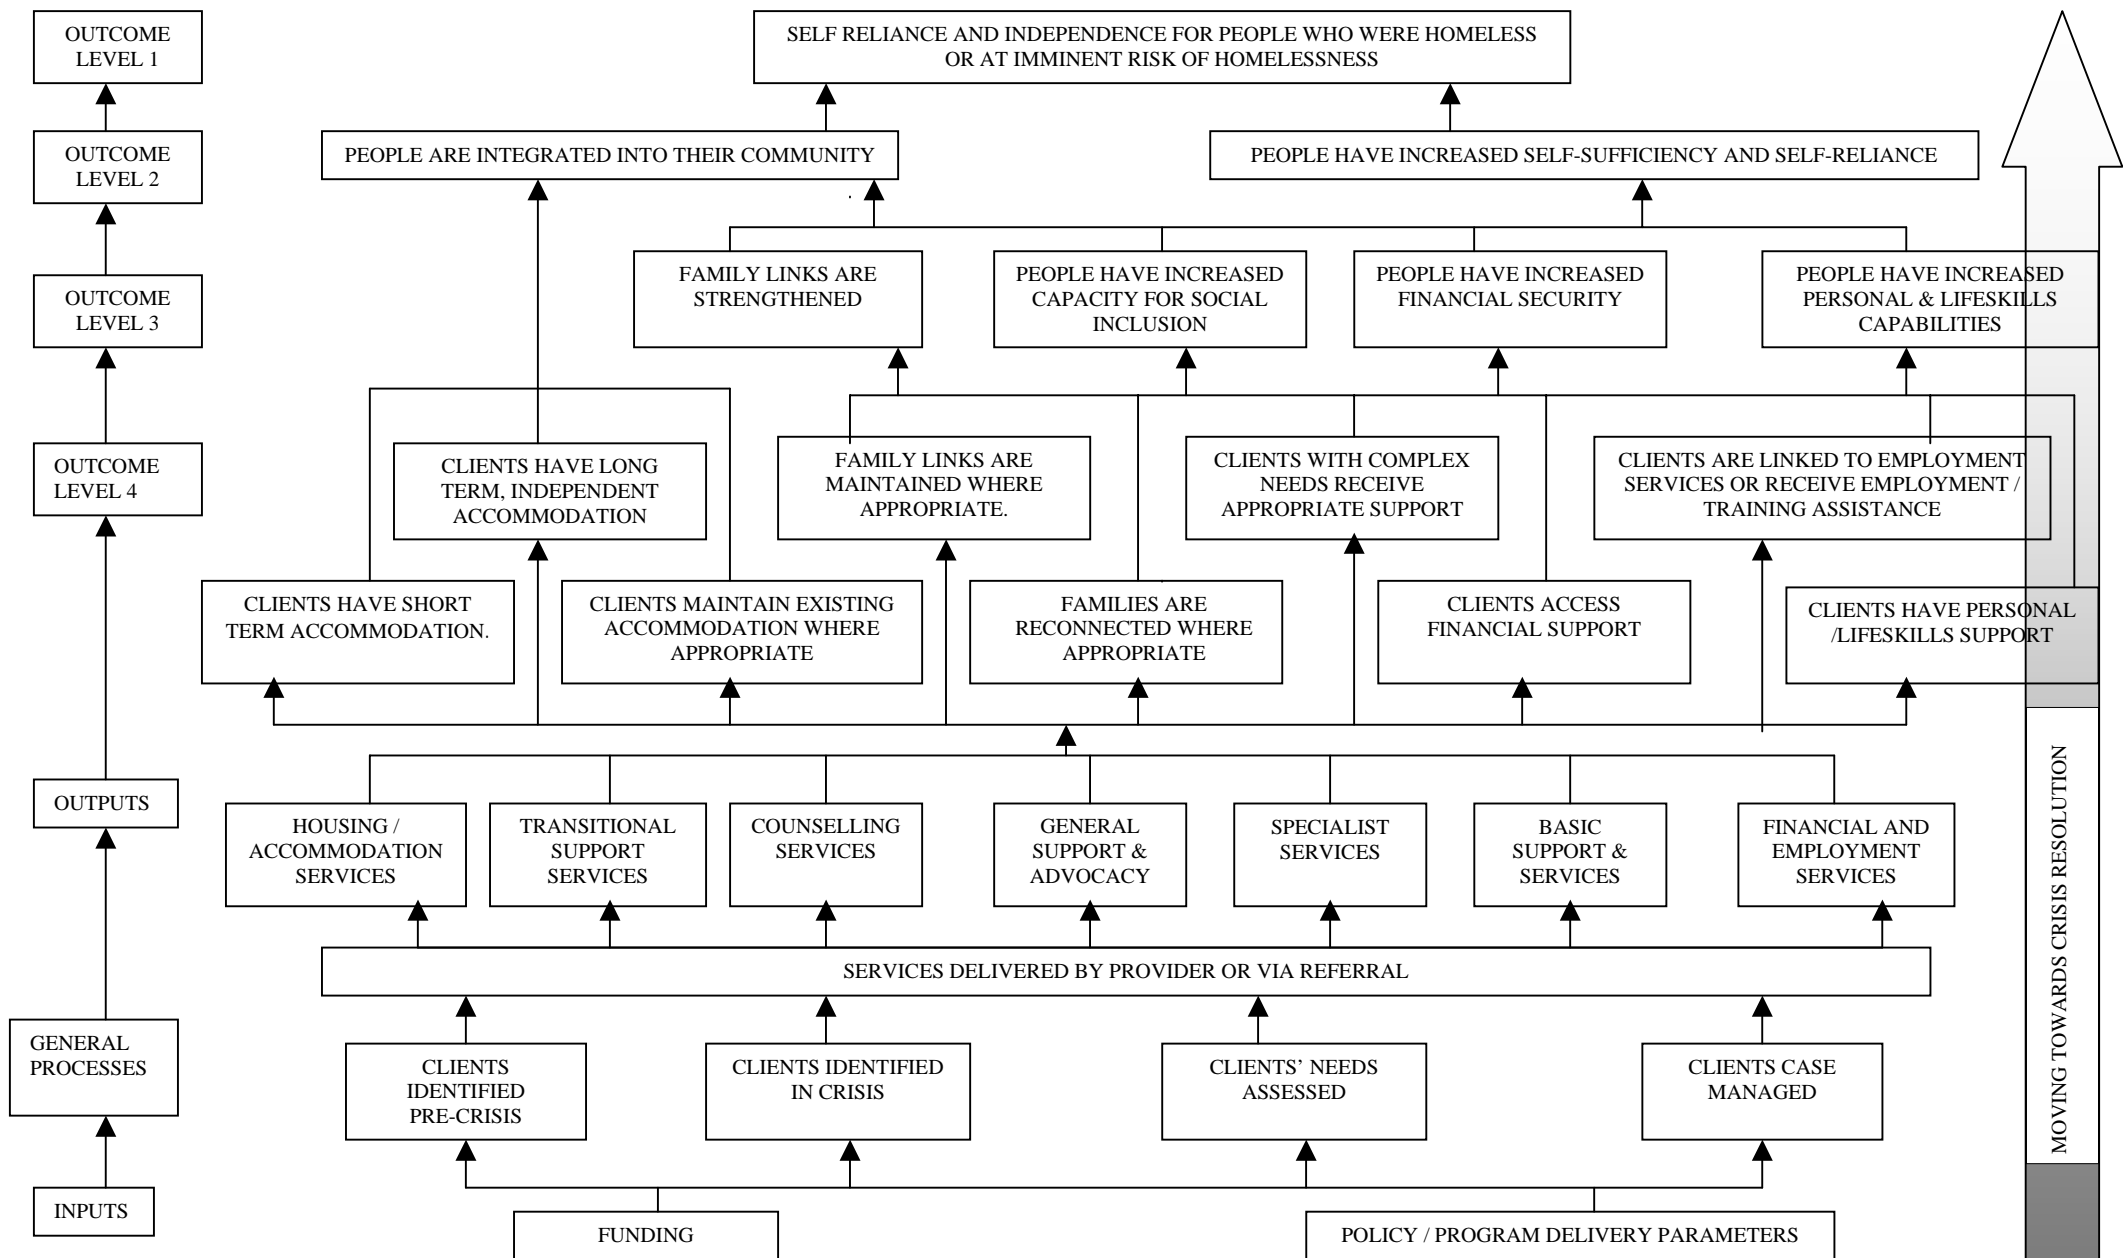 OUTCOME
LEVEL 1
SELF RELIANCE AND INDEPENDENCE FOR PEOPLE WHO WERE HOMELESS
OR AT IMMINENT RISK OF HOMELESSNESS
OUTCOME
LEVEL 2
PEOPLE ARE INTEGRATED INTO THEIR COMMUNITY
PEOPLE HAVE INCREASED SELF-SUFFICIENCY AND SELF-RELIANCE
OUTCOME
LEVEL 3
FAMILY LINKS ARE
STRENGTHENED
PEOPLE HAVE INCREASED
CAPACITY FOR SOCIAL
INCLUSION
PEOPLE HAVE INCREASED
FINANCIAL SECURITY
PEOPLE HAVE INCREASED
PERSONAL & LIFESKILLS
CAPABILITIES
OUTCOME
LEVEL 4
CLIENTS HAVE LONG
TERM, INDEPENDENT
ACCOMMODATION
FAMILY LINKS ARE
MAINTAINED WHERE
APPROPRIATE.
CLIENTS WITH COMPLEX
NEEDS RECEIVE
APPROPRIATE SUPPORT
CLIENTS ARE LINKED TO EMPLOYMENT
SERVICES OR RECEIVE EMPLOYMENT /
TRAINING ASSISTANCE
CLIENTS HAVE SHORT
TERM ACCOMMODATION.
CLIENTS MAINTAIN EXISTING
ACCOMMODATION WHERE
APPROPRIATE
FAMILIES ARE
RECONNECTED WHERE
APPROPRIATE
CLIENTS ACCESS
FINANCIAL SUPPORT
CLIENTS HAVE PERSONAL
/LIFESKILLS SUPPORT
OUTPUTS
HOUSING /
ACCOMMODATION
SERVICES
TRANSITIONAL
SUPPORT
SERVICES
COUNSELLING
SERVICES
GENERAL
SUPPORT &
ADVOCACY
SPECIALIST
SERVICES
BASIC
SUPPORT &
SERVICES
FINANCIAL AND
EMPLOYMENT
SERVICES
SERVICES DELIVERED BY PROVIDER OR VIA REFERRAL
GENERAL
PROCESSES
CLIENTS
IDENTIFIED
PRE-CRISIS
CLIENTS IDENTIFIED
IN CRISIS
CLIENTS' NEEDS
ASSESSED
CLIENTS CASE
MANAGED
INPUTS
FUNDING
POLICY / PROGRAM DELIVERY PARAMETERS
MOVING TOWARDS CRISIS RESOLUTION